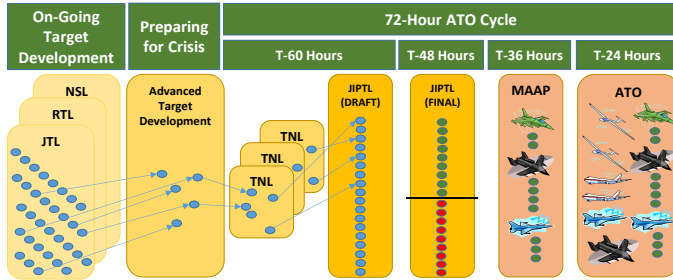 On-Going
Target
Development
Preparing
for Crisis
72-Hour ATO Cycle
T-60 Hours
T-48 Hours
T-36 Hours
T-24 Hours
NSL
RTL
JTL
Advanced
Target
Development
TNL
TNL
TNL
JIPTL
(DRAFT)
JIPTL
(FINAL)
MAAP
ATO